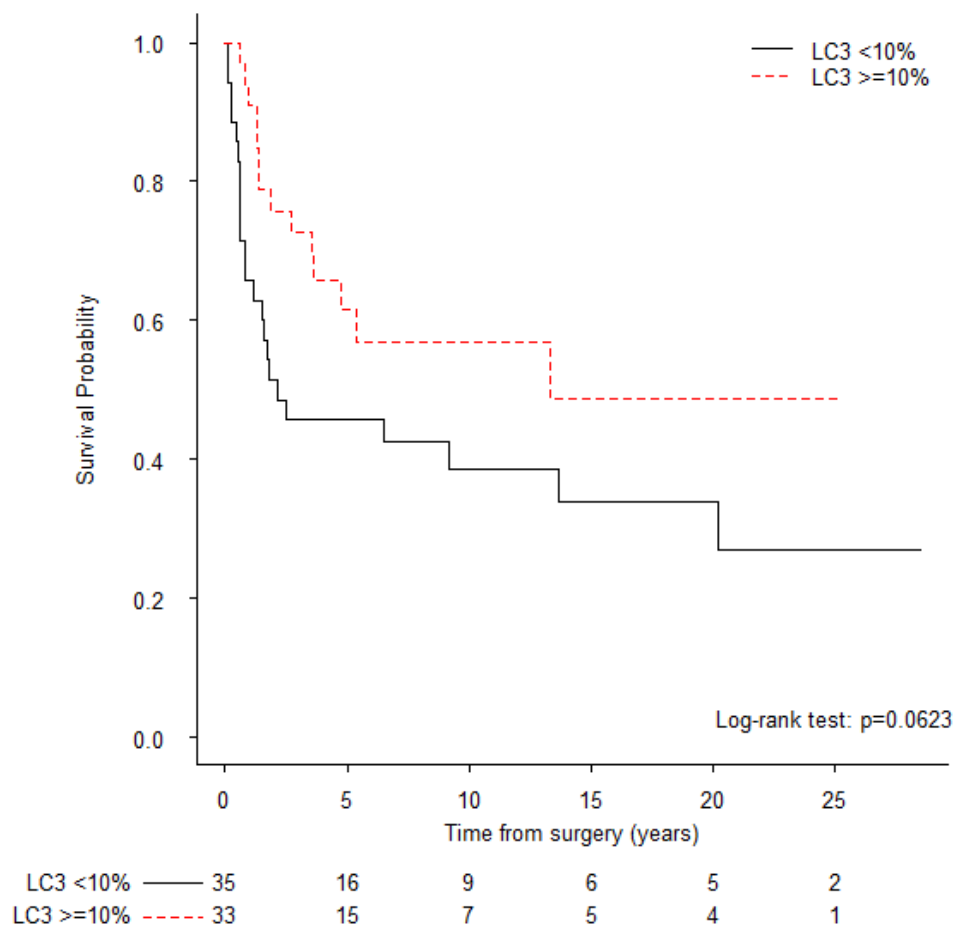 LC3 <10%
LC3 >=10%
1.0
0.8
0.6
0.4
0.2
0.0
Survival Probability
Log-rank test: p=0.0623
0 5 10 15 20 25
Time from surgery (years)
LC3 <10% 35 16 9 6 5 2
LC3 >=10% 33 15 7 5 4 1